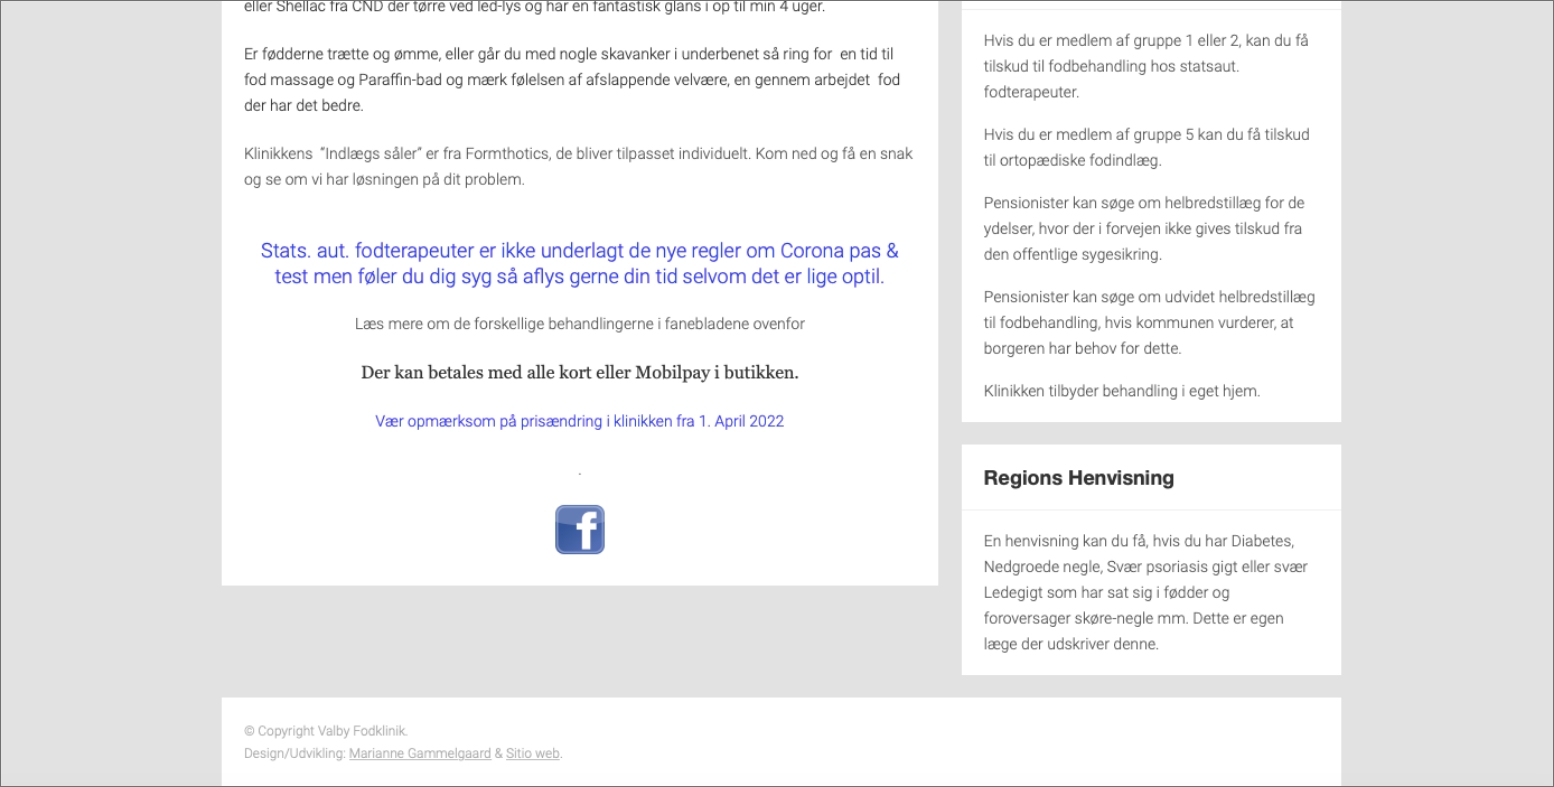 eller Shellac fra CND der tørre ved led-lys og har en fantastisk glans i op til min 4 uger.
Er fødderne trætte og ømme, eller går du med nogle skavanker i underbenet så ring for  en tid til
fod massage og Paraffin-bad og mærk følelsen af afslappende velvære, en gennem arbejdet  fod
der har det bedre.
Klinikkens  ”Indlægs såler” er fra Formthotics, de bliver tilpasset individuelt. Kom ned og få en snak
og se om vi har løsningen på dit problem.
Stats. aut. fodterapeuter er ikke underlagt de nye regler om Corona pas &
test men føler du dig syg så aflys gerne din tid selvom det er lige optil.
Læs mere om de forskellige behandlingerne i fanebladene ovenfor
Der kan betales med alle kort eller Mobilpay i butikken.
Vær opmærksom på prisændring i klinikken fra 1. April 2022
.
f
Hvis du er medlem af gruppe 1 eller 2, kan du få
tilskud til fodbehandling hos statsaut.
fodterapeuter.
Hvis du er medlem af gruppe 5 kan du få tilskud
til ortopædiske fodindlæg.
Pensionister kan søge om helbredstillæg for de
ydelser, hvor der i forvejen ikke gives tilskud fra
den offentlige sygesikring.
Pensionister kan søge om udvidet helbredstillæg
til fodbehandling, hvis kommunen vurderer, at
borgeren har behov for dette.
Klinikken tilbyder behandling i eget hjem.
Regions Henvisning
En henvisning kan du få, hvis du har Diabetes,
Nedgroede negle, Svær psoriasis gigt eller svær
Ledegigt som har sat sig i fødder og
foroversager skøre-negle mm. Dette er egen
læge der udskriver denne.
© Copyright Valby Fodklinik.
Design/Udvikling: Marianne Gammelgaard & Sitio web.